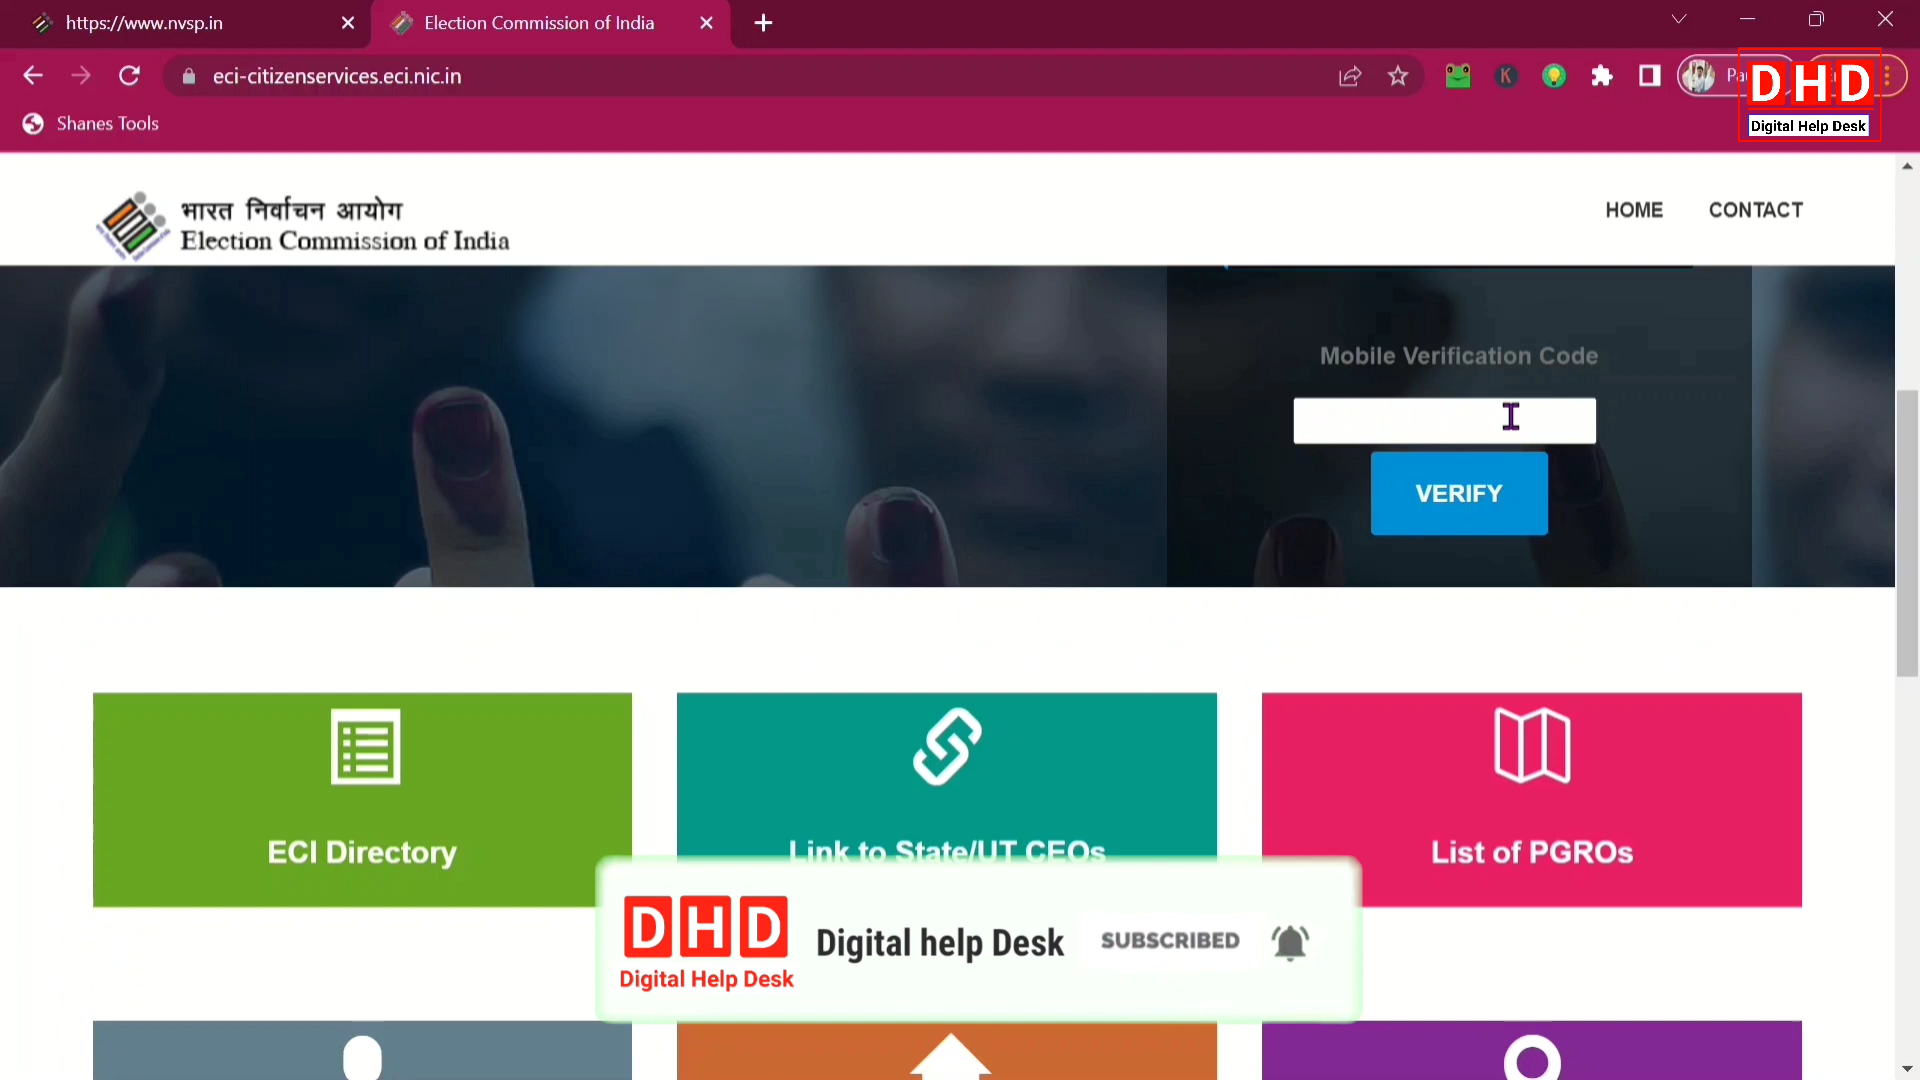 https://www.nvsp.in
Election Commission of India
eci-citizenservices.eci.nic.in
K
DHD
Digital Help Desk
Shanes Tools
भारत निर्वाचन आयोग
Election Commission of India
HOME
CONTACT
Mobile Verification Code
VERIFY
ECI Directory
Link to State/UT CEOs
List of PGROs
DHD
Digital Help Desk
Digital help Desk
SUBSCRIBED